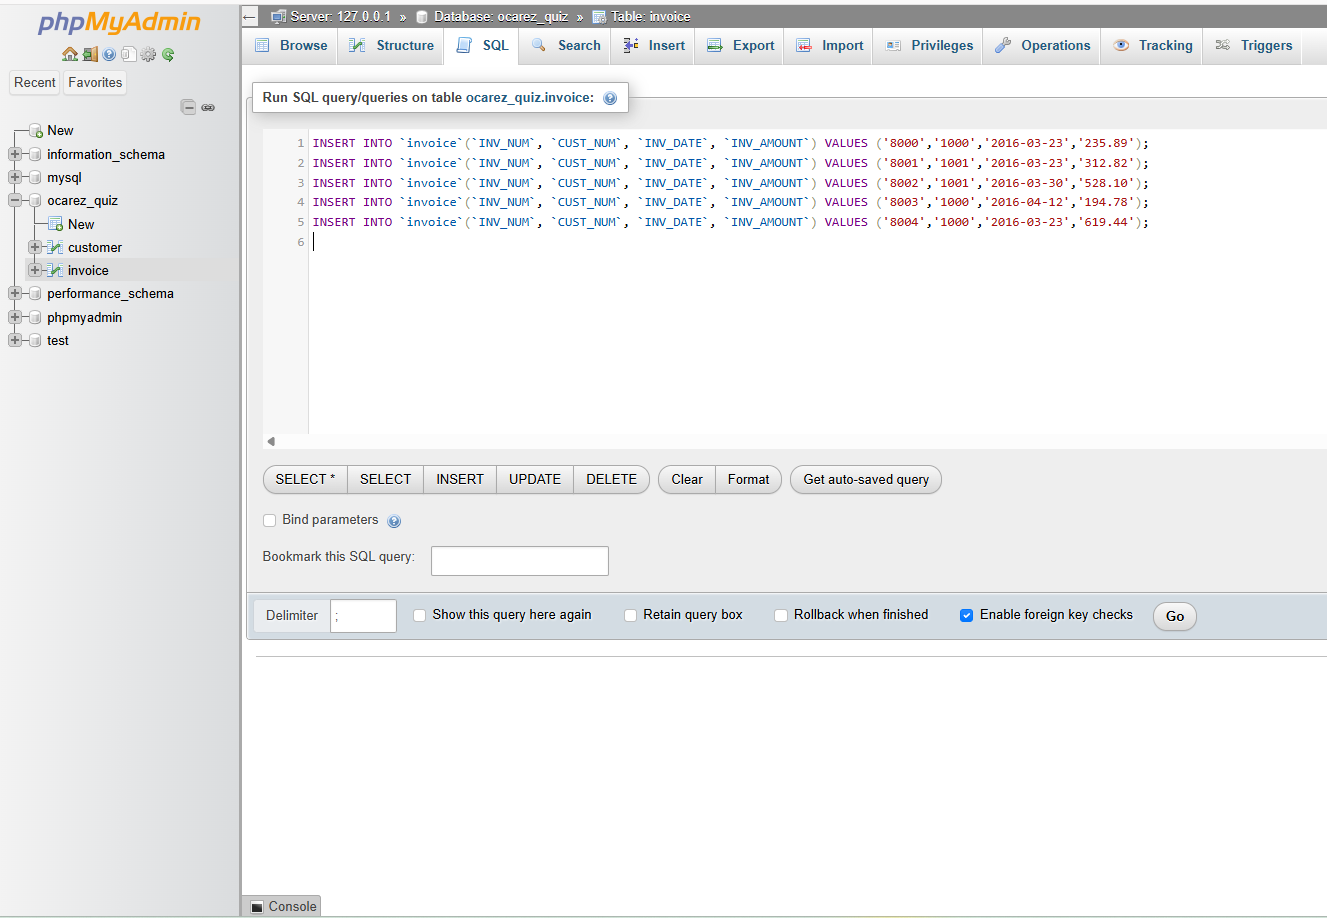 phpMyAdmin
Recent Favorites
New
information_schema
mysql
ocarez_quiz
New
customer
invoice
performance_schema
phpmyadmin
test
Server: 127.0.0.1 » Database: ocarez_quiz » Table: invoice
Browse Structure SQL Search Insert Export Import Privileges Operations Tracking Triggers
Run SQL query/queries on table ocarez_quiz.invoice:
1 INSERT INTO `invoice`(`INV_NUM`, `CUST_NUM`, `INV_DATE`, `INV_AMOUNT`) VALUES ('8000','1000','2016-03-23','235.89');
2 INSERT INTO `invoice`(`INV_NUM`, `CUST_NUM`, `INV_DATE`, `INV_AMOUNT`) VALUES ('8001','1001','2016-03-23','312.82');
3 INSERT INTO `invoice`(`INV_NUM`, `CUST_NUM`, `INV_DATE`, `INV_AMOUNT`) VALUES ('8002','1001','2016-03-30','528.10');
4 INSERT INTO `invoice`(`INV_NUM`, `CUST_NUM`, `INV_DATE`, `INV_AMOUNT`) VALUES ('8003','1000','2016-04-12','194.78');
5 INSERT INTO `invoice`(`INV_NUM`, `CUST_NUM`, `INV_DATE`, `INV_AMOUNT`) VALUES ('8004','1000','2016-03-23','619.44');
6
SELECT * SELECT INSERT UPDATE DELETE Clear Format Get auto-saved query
Bind parameters
Bookmark this SQL query:
Delimiter ; Show this query here again Retain query box Rollback when finished Enable foreign key checks Go
Console